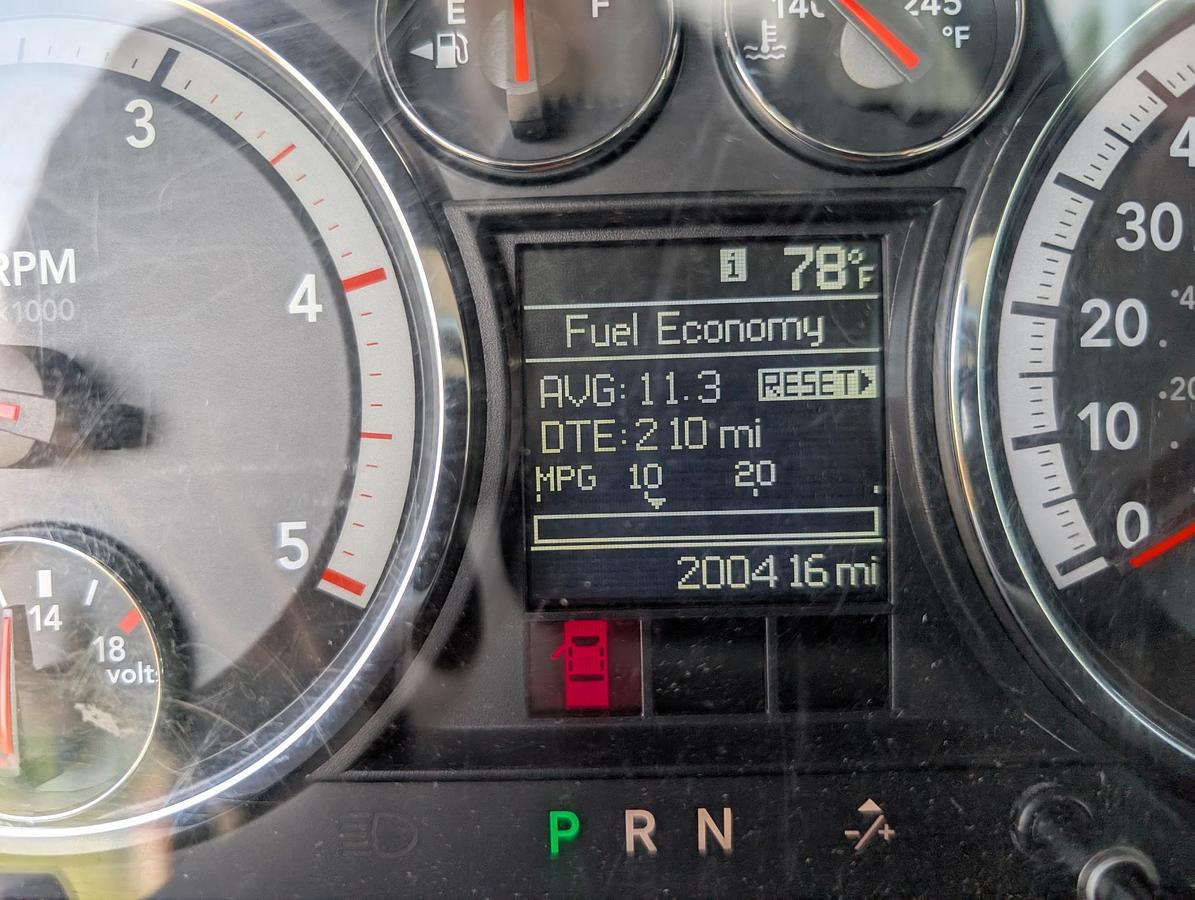 E F
140 245
°F
3
RPM
x1000
4
5
14
18
volts
i 78°F
Fuel Economy
AVG: 11.3 RESET
DTE: 210 mi
MPG 10 20
200416 mi
30
20
10
0
P R N
-/+